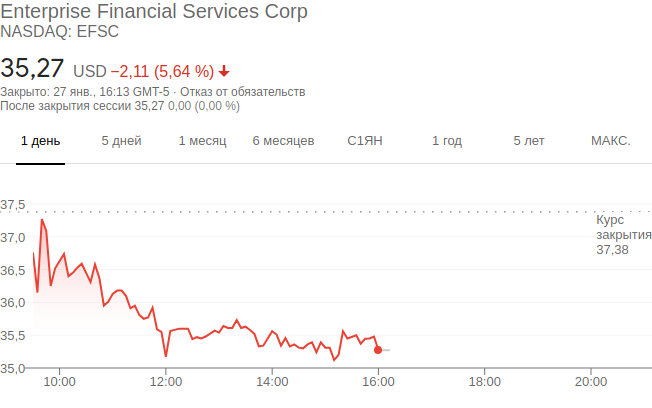 Enterprise Financial Services Corp
NASDAQ: EFSC
35,27 USD −2,11 (5,64 %)
Закрыто: 27 янв., 16:13 GMT-5 · Отказ от обязательств
После закрытия сессии 35,27 0,00 (0,00 %)
1 день 5 дней 1 месяц 6 месяцев С1ЯН 1 год 5 лет МАКС.
37,5
Курс
закрытия
37,38
37,0
36,5
36,0
35,5
35,0
10:00 12:00 14:00 16:00 18:00 20:00